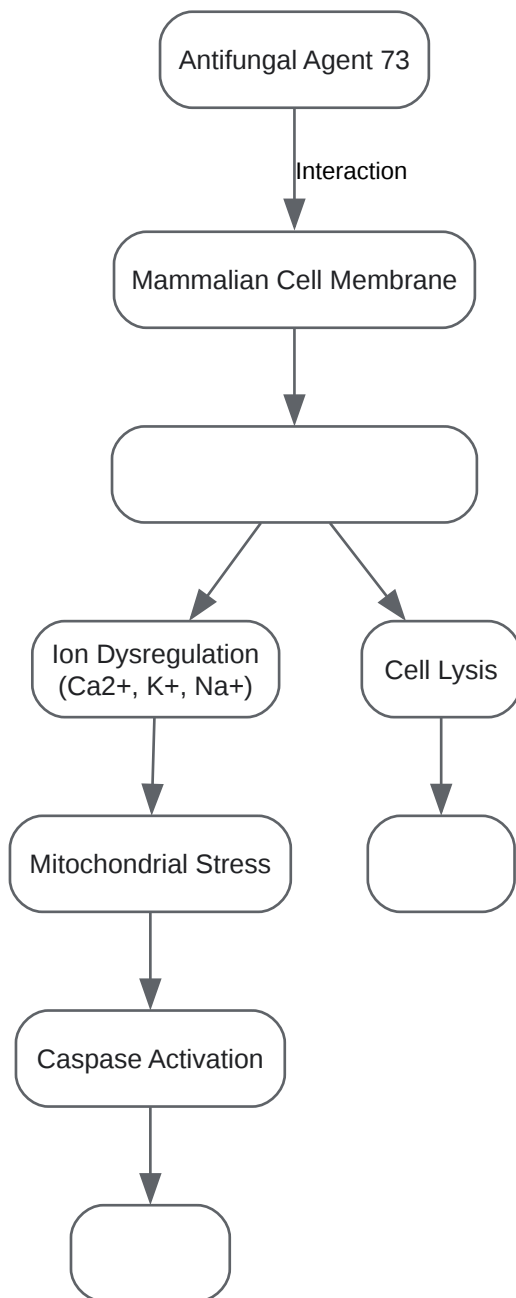 Antifungal Agent 73
Interaction
Mammalian Cell Membrane
Ion Dysregulation
(Ca2+, K+, Na+)
Cell Lysis
Mitochondrial Stress
Caspase Activation